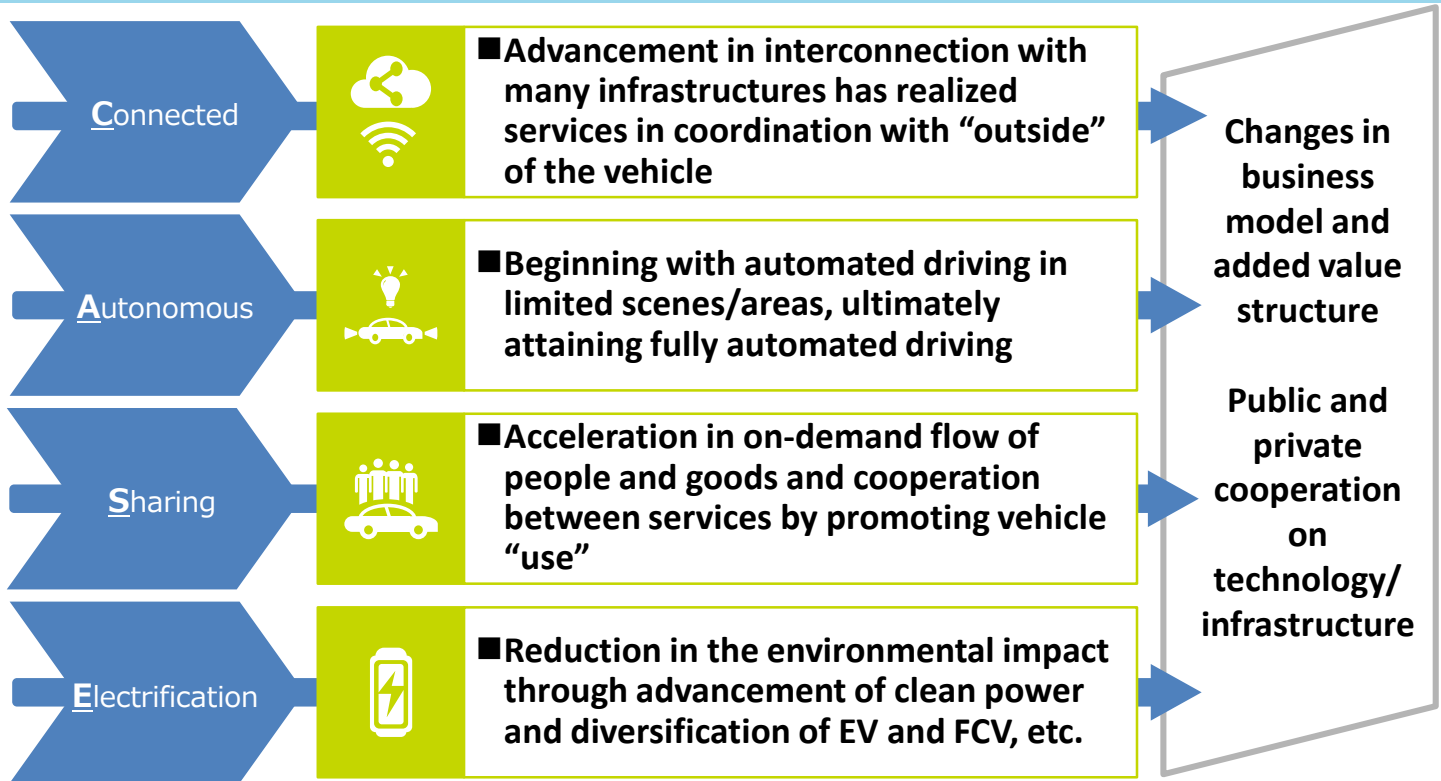 Connected
■Advancement in interconnection with
many infrastructures has realized
services in coordination with “outside”
of the vehicle
Autonomous
■Beginning with automated driving in
limited scenes/areas, ultimately
attaining fully automated driving
Sharing
■Acceleration in on-demand flow of
people and goods and cooperation
between services by promoting vehicle
“use”
Electrification
■Reduction in the environmental impact
through advancement of clean power
and diversification of EV and FCV, etc.
Changes in
business
model and
added value
structure
Public and
private
cooperation
on
technology/
infrastructure